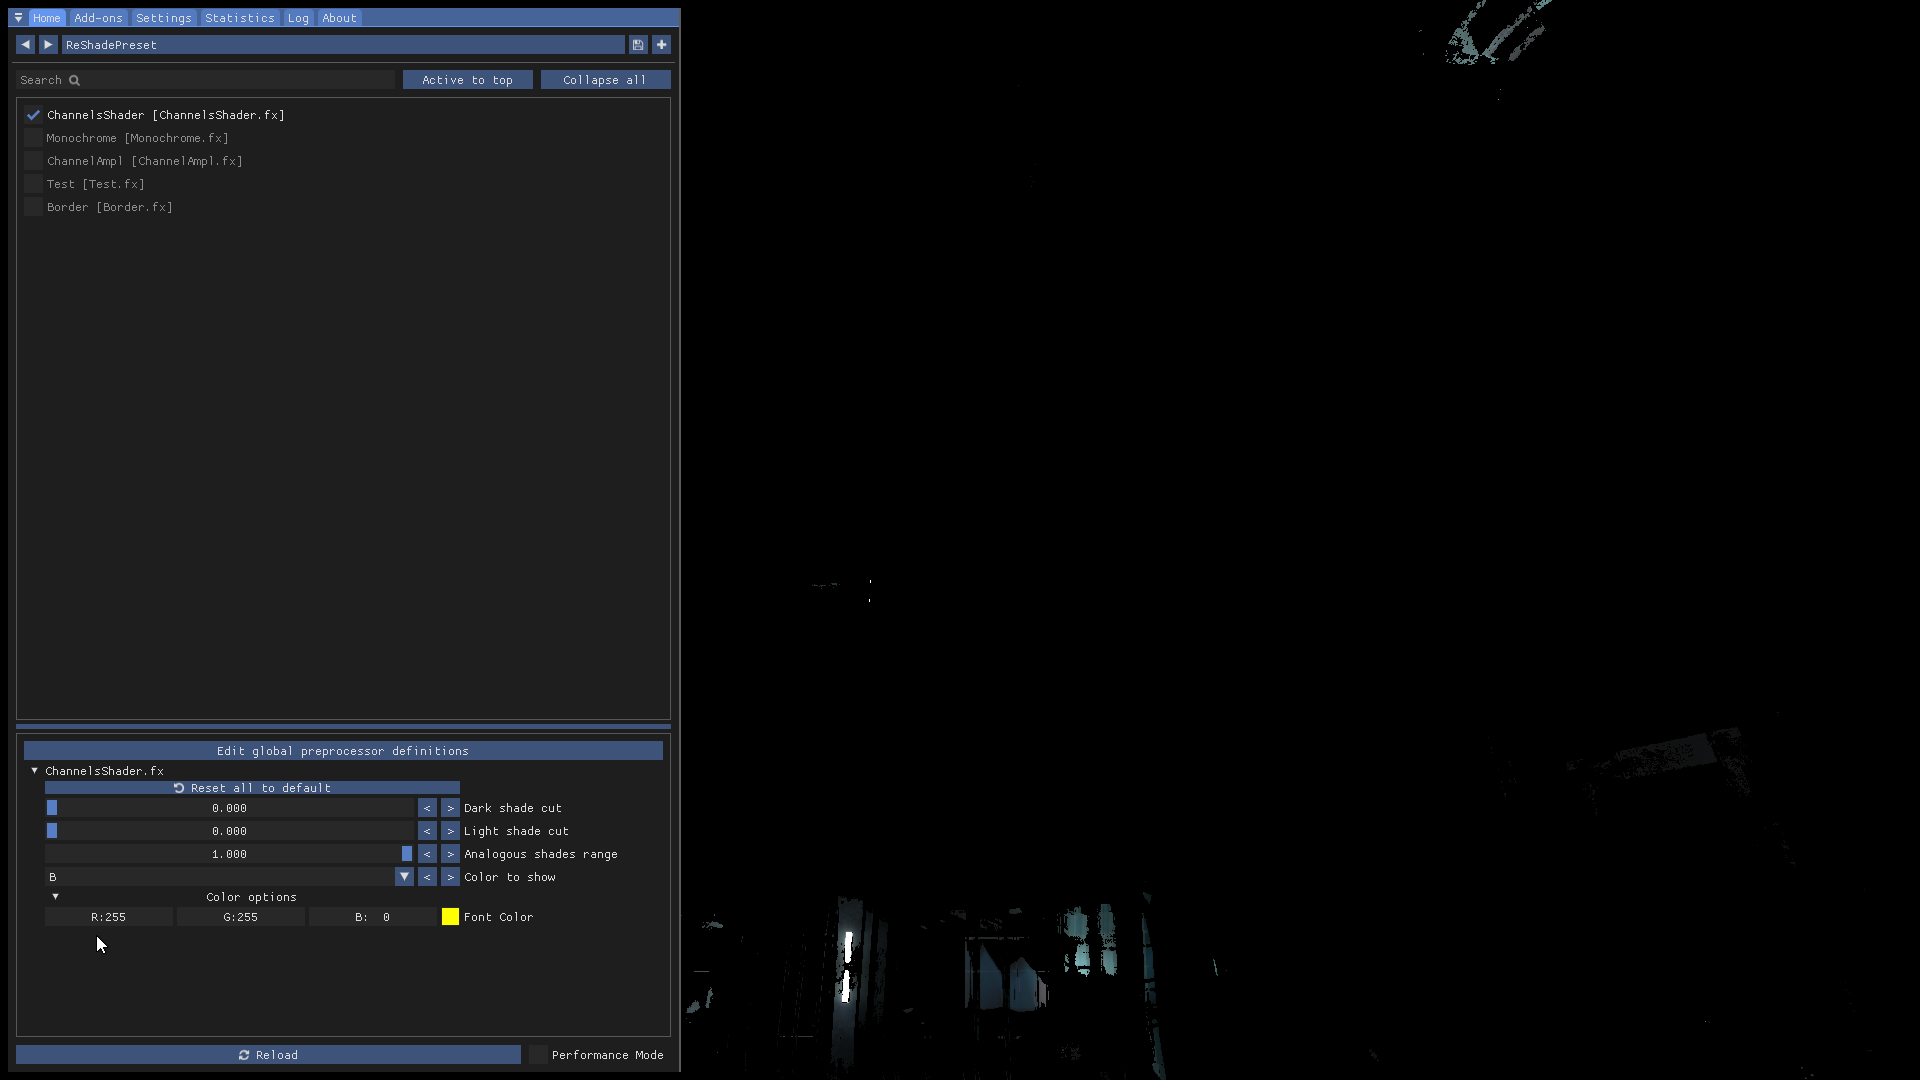 Home Add-ons Settings Statistics Log About
ReShadePreset
Search Active to top Collapse all
ChannelsShader [ChannelsShader.fx]
Monochrome [Monochrome.fx]
ChannelAmpl [ChannelAmpl.fx]
Test [Test.fx]
Border [Border.fx]
Edit global preprocessor definitions
ChannelsShader.fx
Reset all to default
0.000 < > Dark shade cut
0.000 < > Light shade cut
1.000 < > Analogous shades range
B < > Color to show
Color options
R:255 G:255 B: 0 Font Color
Reload Performance Mode